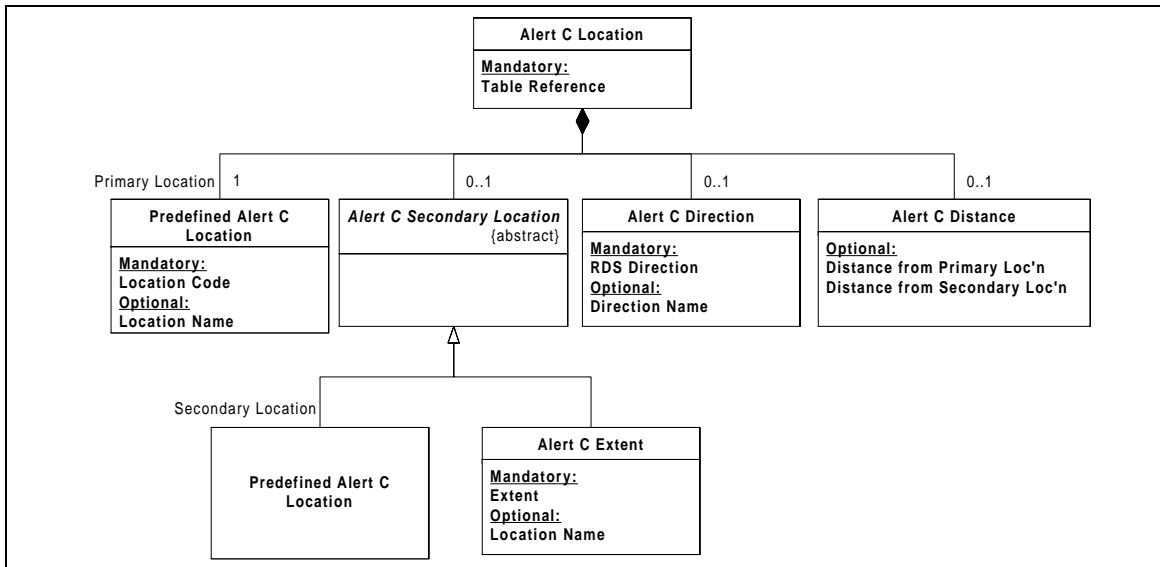 Alert C Location
Mandatory:
Table Reference
Primary Location 1
0..1
0..1
0..1
Predefined Alert C
Location
Mandatory:
Location Code
Optional:
Location Name
Alert C Secondary Location
{abstract}
Alert C Direction
Mandatory:
RDS Direction
Optional:
Direction Name
Alert C Distance
Optional:
Distance from Primary Loc'n
Distance from Secondary Loc'n
Secondary Location
Predefined Alert C
Location
Alert C Extent
Mandatory:
Extent
Optional:
Location Name